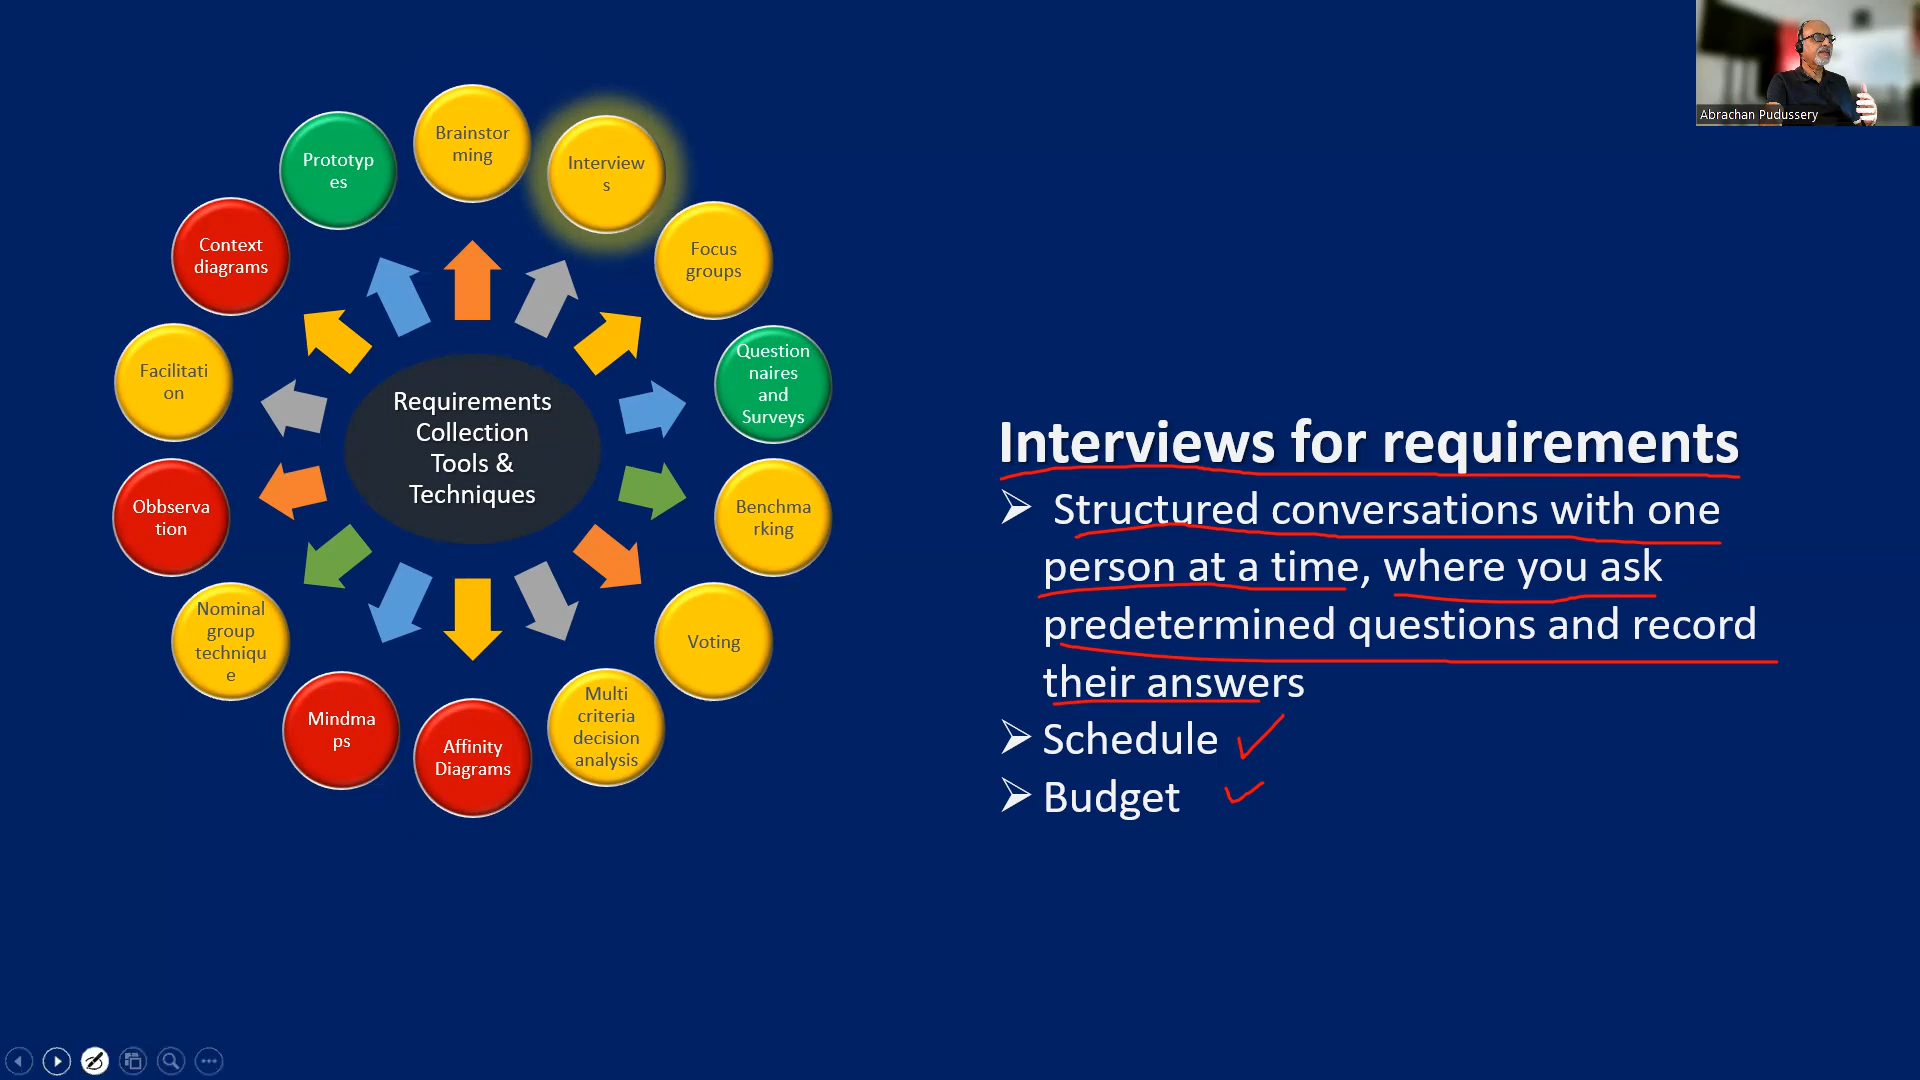 Abrachan Pudussery
Brainstor
ming
Interview
s
Focus
groups
Question
naires
and
Surveys
Benchma
rking
Voting
Multi
criteria
decision
analysis
Affinity
Diagrams
Mindma
ps
Nominal
group
techniqu
e
Obbserva
tion
Facilitati
on
Context
diagrams
Prototyp
es
Requirements
Collection
Tools &
Techniques
Interviews for requirements
➢ Structured conversations with one
person at a time, where you ask
predetermined questions and record
their answers
➢ Schedule ✓
➢ Budget ✓